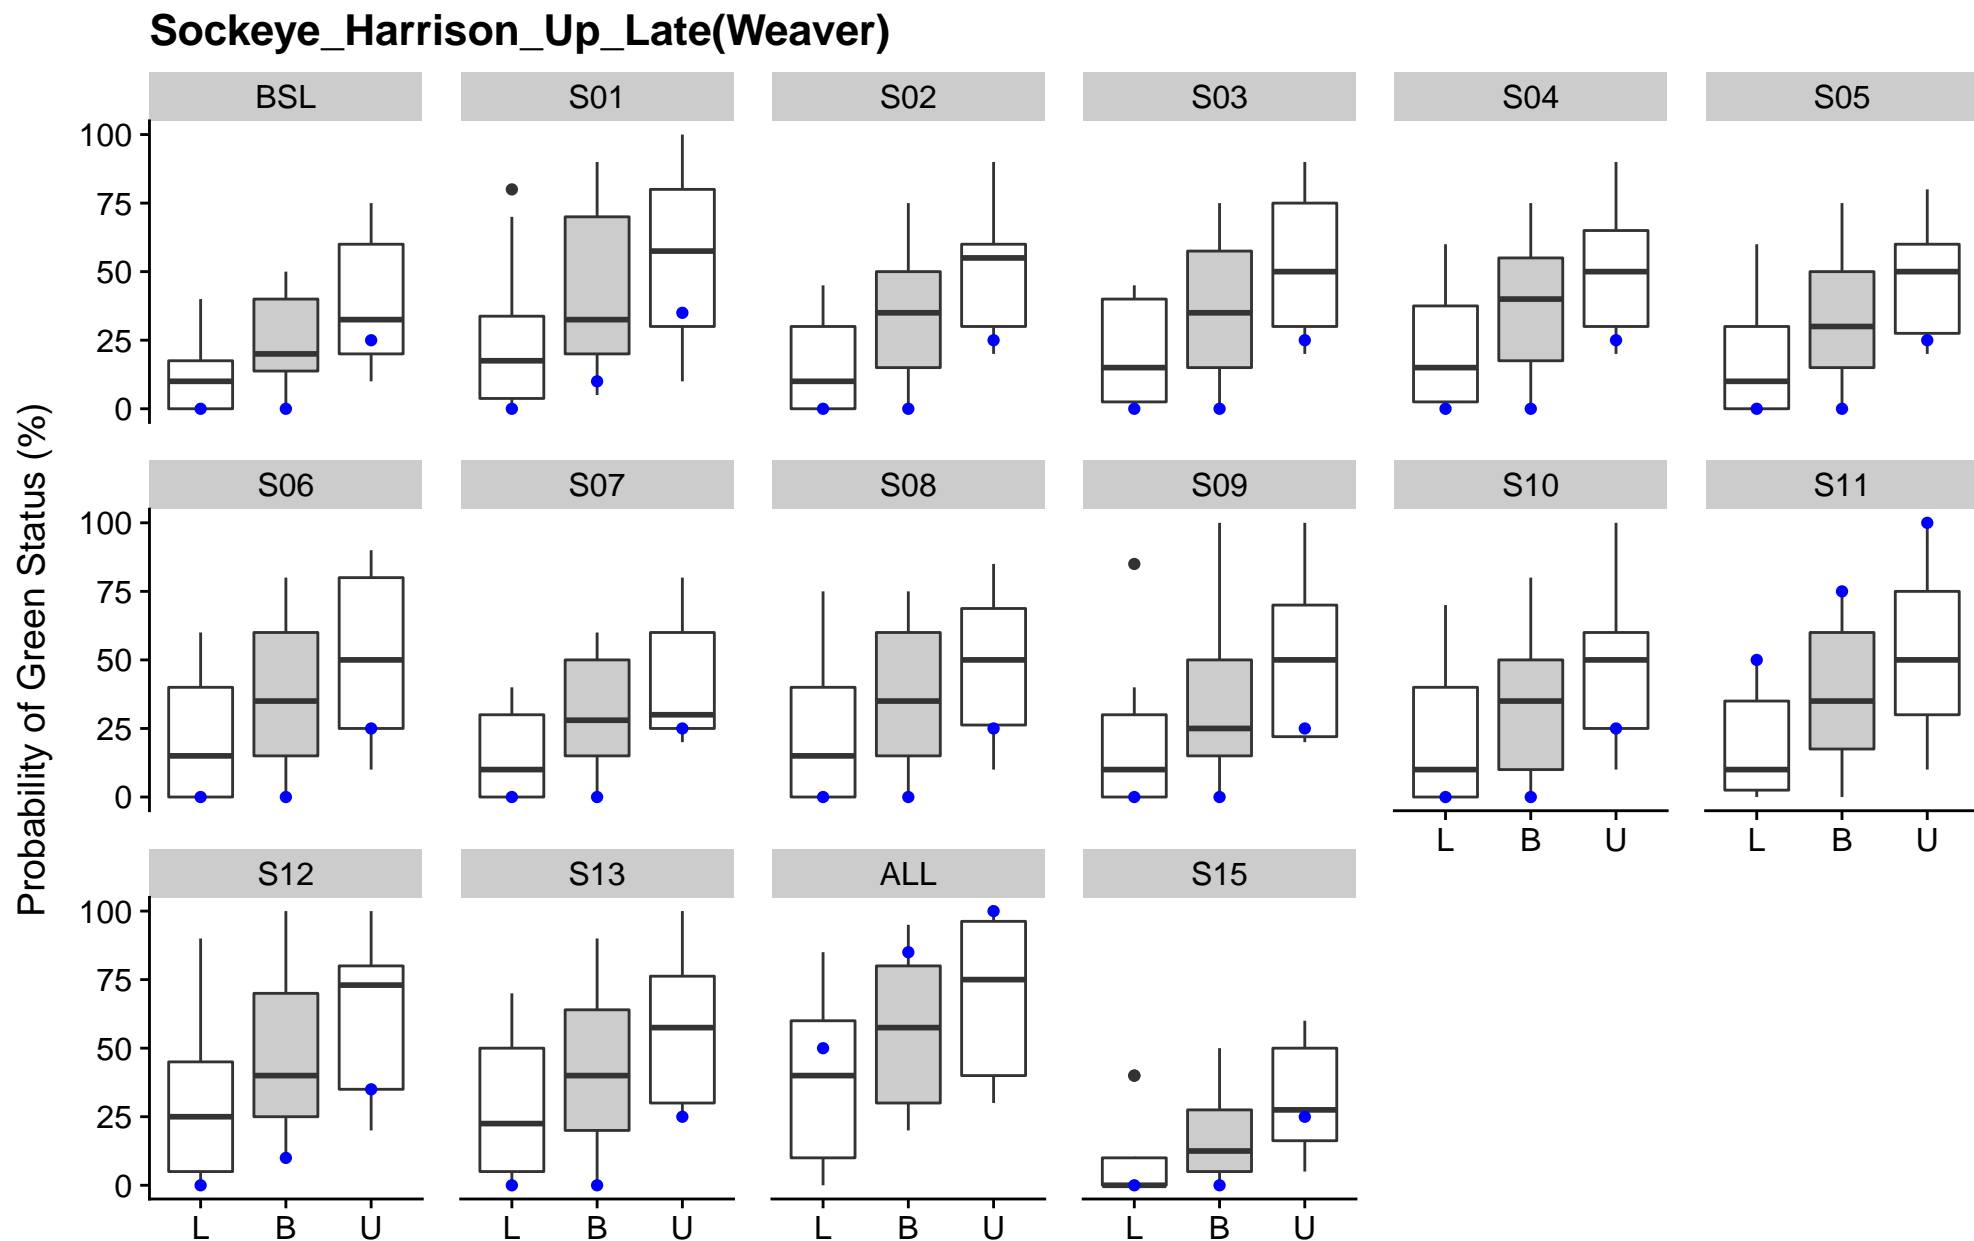 Sockeye_Harrison_Up_Late(Weaver)
BSL S01 S02 S03 S04 S05
100
75
50
25
0
S06 S07 S08 S09 S10 S11
100
75
50
25
0
L B U L B U
S12 S13 ALL S15
100
75
50
25
0
L B U L B U L B U L B U
Probability of Green Status (%)